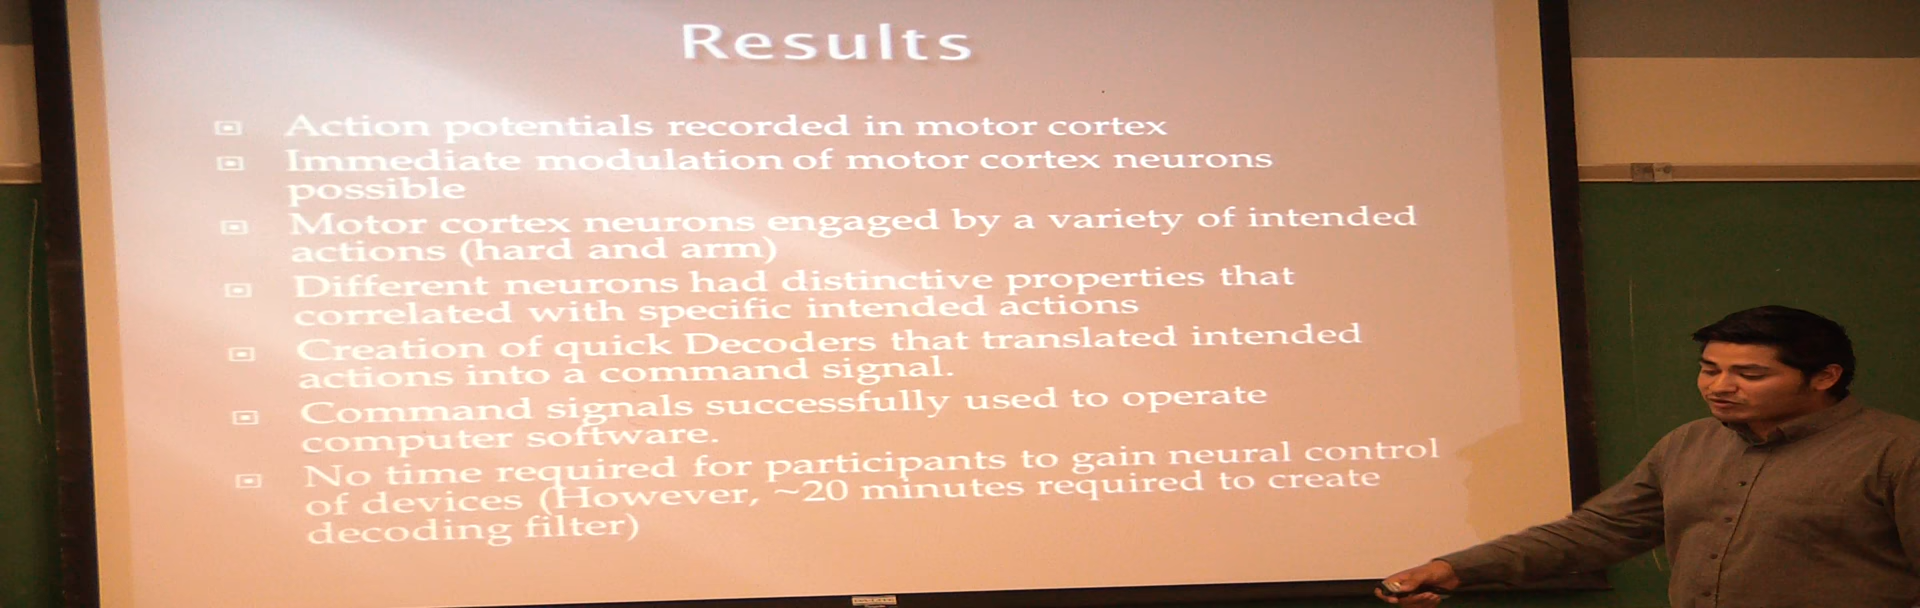 Results
Action potentials recorded in motor cortex
Immediate modulation of motor cortex neurons
possible
Motor cortex neurons engaged by a variety of intended
actions (hard and arm)
Different neurons had distinctive properties that
correlated with specific intended actions
Creation of quick Decoders that translated intended
actions into a command signal.
Command signals successfully used to operate
computer software.
No time required for participants to gain neural control
of devices (However, ~20 minutes required to create
decoding filter)